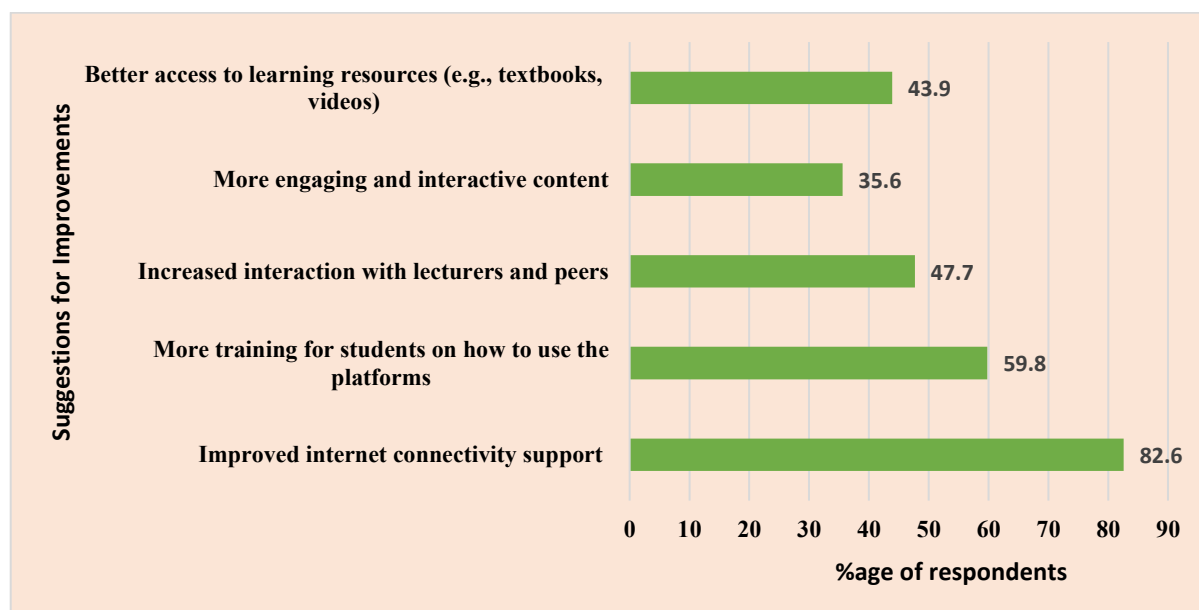 Suggestions for Improvements
Better access to learning resources (e.g., textbooks,
videos)
43.9
More engaging and interactive content
35.6
Increased interaction with lecturers and peers
47.7
More training for students on how to use the
platforms
59.8
Improved internet connectivity support
82.6
0 10 20 30 40 50 60 70 80 90
%age of respondents